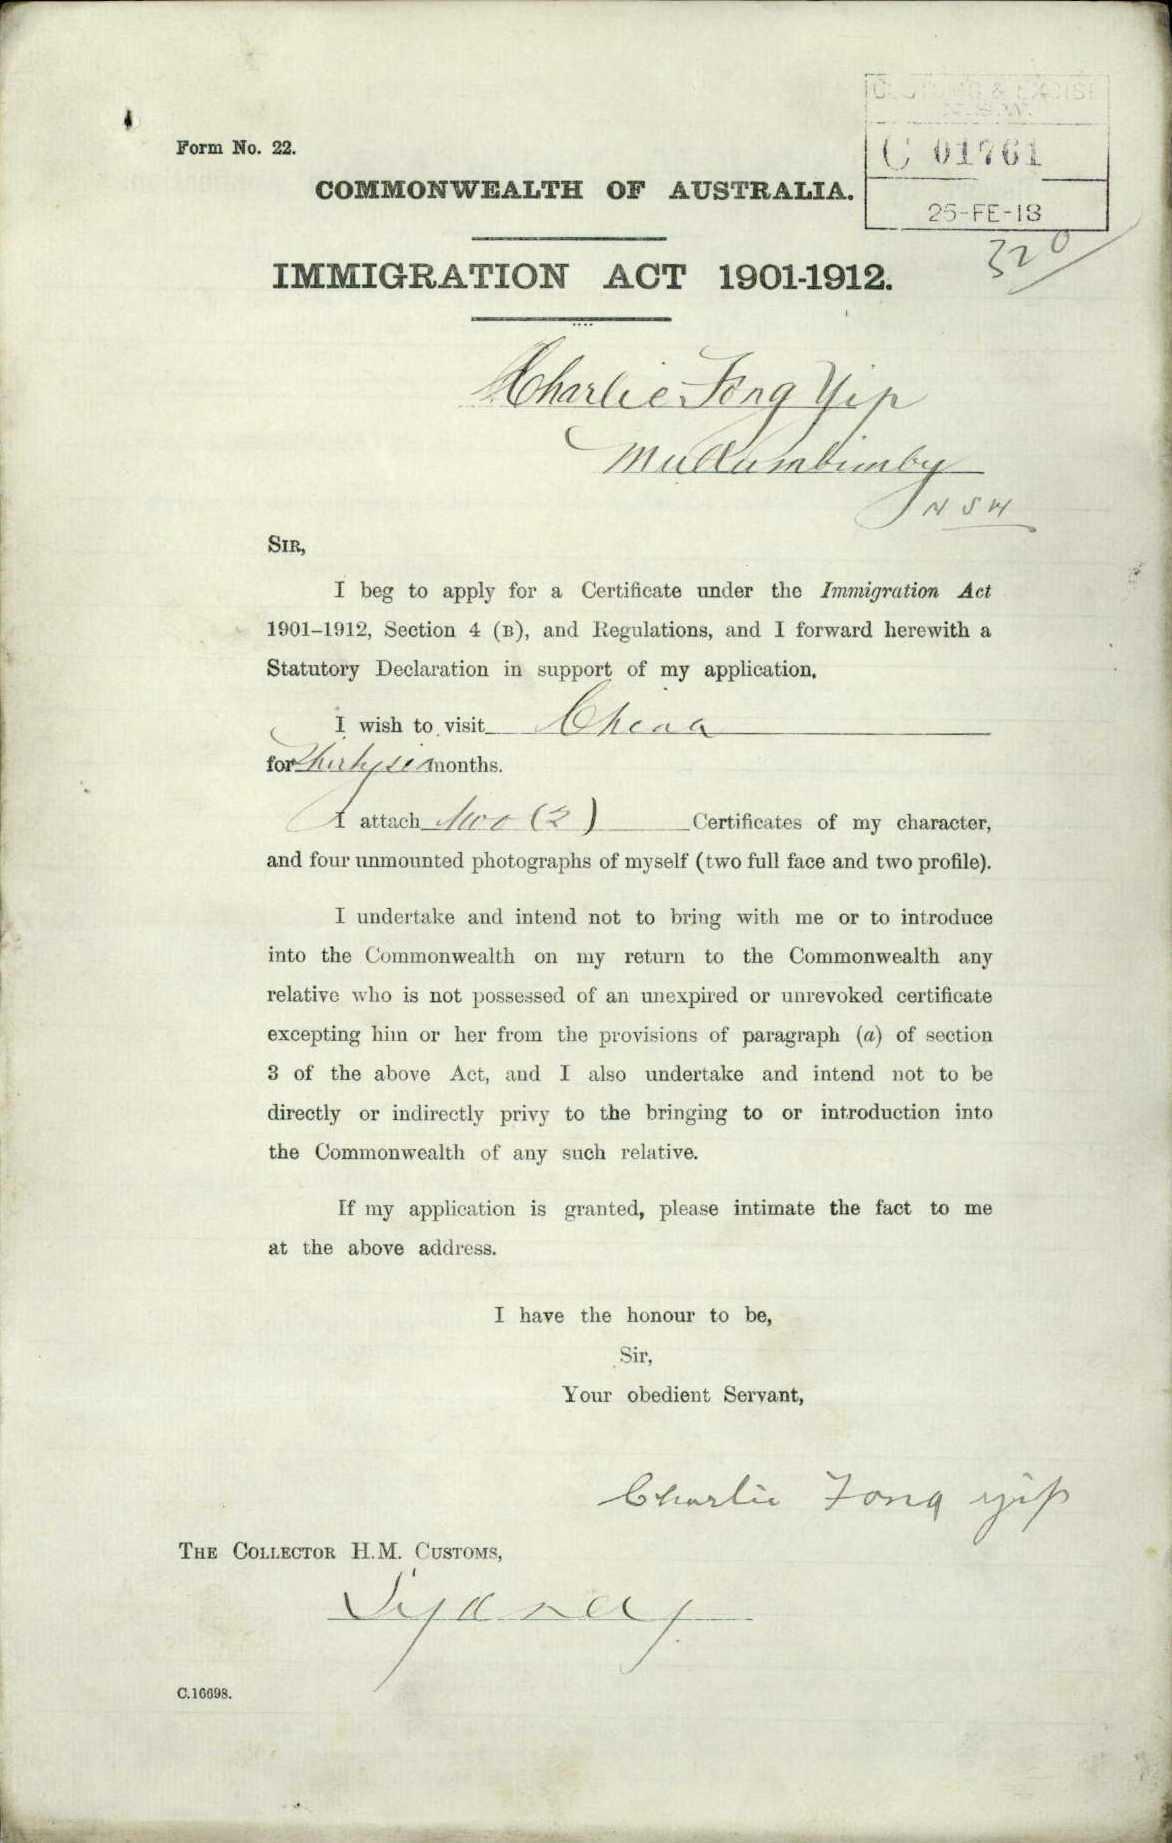 Form No. 22.
CUSTOMS & EXCISE
N.S.W.
C 01761
25-FE-13
320
COMMONWEALTH OF AUSTRALIA.
IMMIGRATION ACT 1901-1912.
Charlie Fong Yip
Mullumbimby
N S W
SIR,
I beg to apply for a Certificate under the Immigration Act
1901–1912, Section 4 (B), and Regulations, and I forward herewith a
Statutory Declaration in support of my application.
I wish to visit China
for Thirty six months.
I attach two (2) Certificates of my character,
and four unmounted photographs of myself (two full face and two profile).
I undertake and intend not to bring with me or to introduce
into the Commonwealth on my return to the Commonwealth any
relative who is not possessed of an unexpired or unrevoked certificate
excepting him or her from the provisions of paragraph (a) of section
3 of the above Act, and I also undertake and intend not to be
directly or indirectly privy to the bringing to or introduction into
the Commonwealth of any such relative.
If my application is granted, please intimate the fact to me
at the above address.
I have the honour to be,
Sir,
Your obedient Servant,
Charlie Fong yip
THE COLLECTOR H.M. CUSTOMS,
Sydney
C.16698.